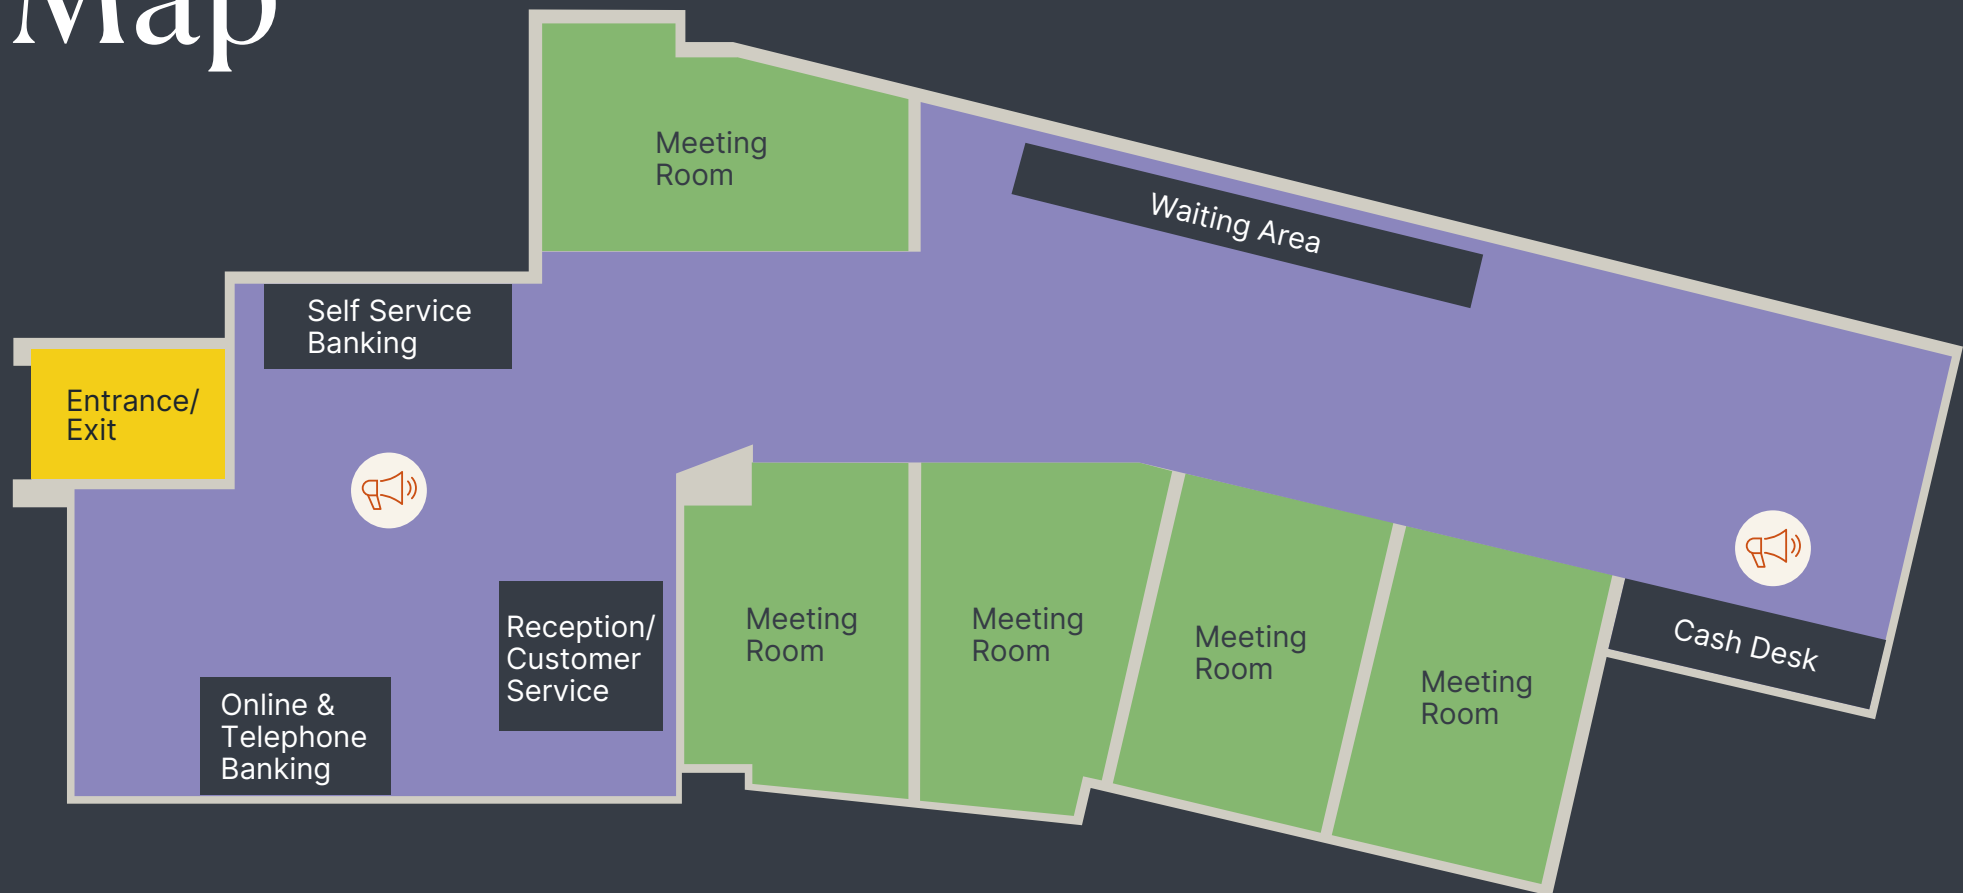 Map
Meeting
Room
Waiting Area
Self Service
Banking
Entrance/
Exit
Reception/
Customer
Service
Online &
Telephone
Banking
Meeting
Room
Meeting
Room
Meeting
Room
Meeting
Room
Cash Desk